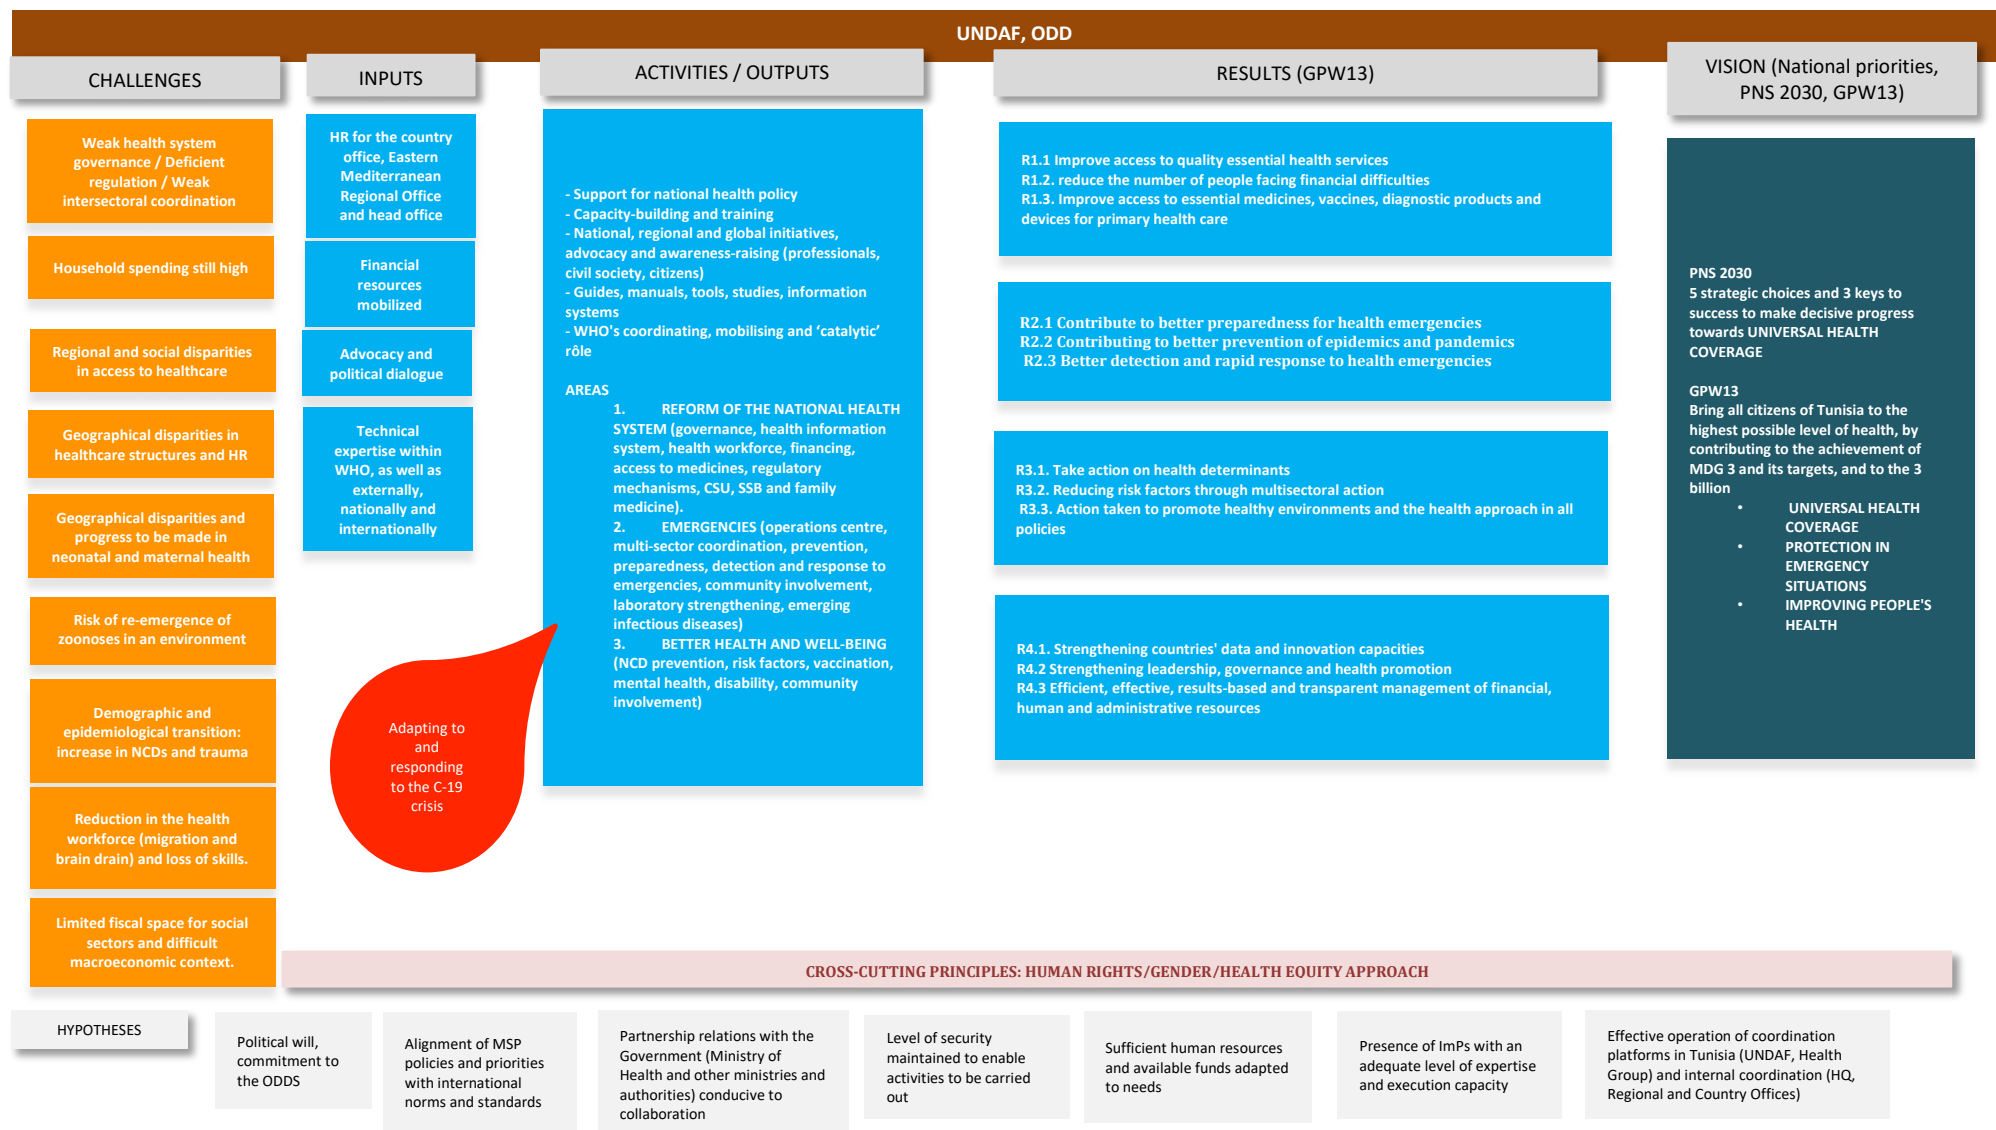 UNDAF, ODD
CHALLENGES
Weak health system
governance / Deficient
regulation / Weak
intersectoral coordination
Household spending still high
Regional and social disparities
in access to healthcare
Geographical disparities in
healthcare structures and HR
Geographical disparities and
progress to be made in
neonatal and maternal health
Risk of re-emergence of
zoonoses in an environment
Demographic and
epidemiological transition:
increase in NCDs and trauma
Reduction in the health
workforce (migration and
brain drain) and loss of skills.
Limited fiscal space for social
sectors and difficult
macroeconomic context.
INPUTS
HR for the country
office, Eastern
Mediterranean
Regional Office
and head office
Financial
resources
mobilized
Advocacy and
political dialogue
Technical
expertise within
WHO, as well as
externally,
nationally and
internationally
Adapting to
and
responding
to the C-19
crisis
ACTIVITIES / OUTPUTS
- Support for national health policy
- Capacity-building and training
- National, regional and global initiatives,
advocacy and awareness-raising (professionals,
civil society, citizens)
- Guides, manuals, tools, studies, information
systems
- WHO's coordinating, mobilising and ‘catalytic’
rôle
AREAS
1. REFORM OF THE NATIONAL HEALTH
SYSTEM (governance, health information
system, health workforce, financing,
access to medicines, regulatory
mechanisms, CSU, SSB and family
medicine).
2. EMERGENCIES (operations centre,
multi-sector coordination, prevention,
preparedness, detection and response to
emergencies, community involvement,
laboratory strengthening, emerging
infectious diseases)
3. BETTER HEALTH AND WELL-BEING
(NCD prevention, risk factors, vaccination,
mental health, disability, community
involvement)
RESULTS (GPW13)
R1.1 Improve access to quality essential health services
R1.2. reduce the number of people facing financial difficulties
R1.3. Improve access to essential medicines, vaccines, diagnostic products and
devices for primary health care
R2.1 Contribute to better preparedness for health emergencies
R2.2 Contributing to better prevention of epidemics and pandemics
R2.3 Better detection and rapid response to health emergencies
R3.1. Take action on health determinants
R3.2. Reducing risk factors through multisectoral action
R3.3. Action taken to promote healthy environments and the health approach in all
policies
R4.1. Strengthening countries' data and innovation capacities
R4.2 Strengthening leadership, governance and health promotion
R4.3 Efficient, effective, results-based and transparent management of financial,
human and administrative resources
VISION (National priorities,
PNS 2030, GPW13)
PNS 2030
5 strategic choices and 3 keys to
success to make decisive progress
towards UNIVERSAL HEALTH
COVERAGE
GPW13
Bring all citizens of Tunisia to the
highest possible level of health, by
contributing to the achievement of
MDG 3 and its targets, and to the 3
billion
• UNIVERSAL HEALTH
COVERAGE
• PROTECTION IN
EMERGENCY
SITUATIONS
• IMPROVING PEOPLE'S
HEALTH
CROSS-CUTTING PRINCIPLES: HUMAN RIGHTS/GENDER/HEALTH EQUITY APPROACH
HYPOTHESES
Political will,
commitment to
the ODDS
Alignment of MSP
policies and priorities
with international
norms and standards
Partnership relations with the
Government (Ministry of
Health and other ministries and
authorities) conducive to
collaboration
Level of security
maintained to enable
activities to be carried
out
Sufficient human resources
and available funds adapted
to needs
Presence of ImPs with an
adequate level of expertise
and execution capacity
Effective operation of coordination
platforms in Tunisia (UNDAF, Health
Group) and internal coordination (HQ,
Regional and Country Offices)